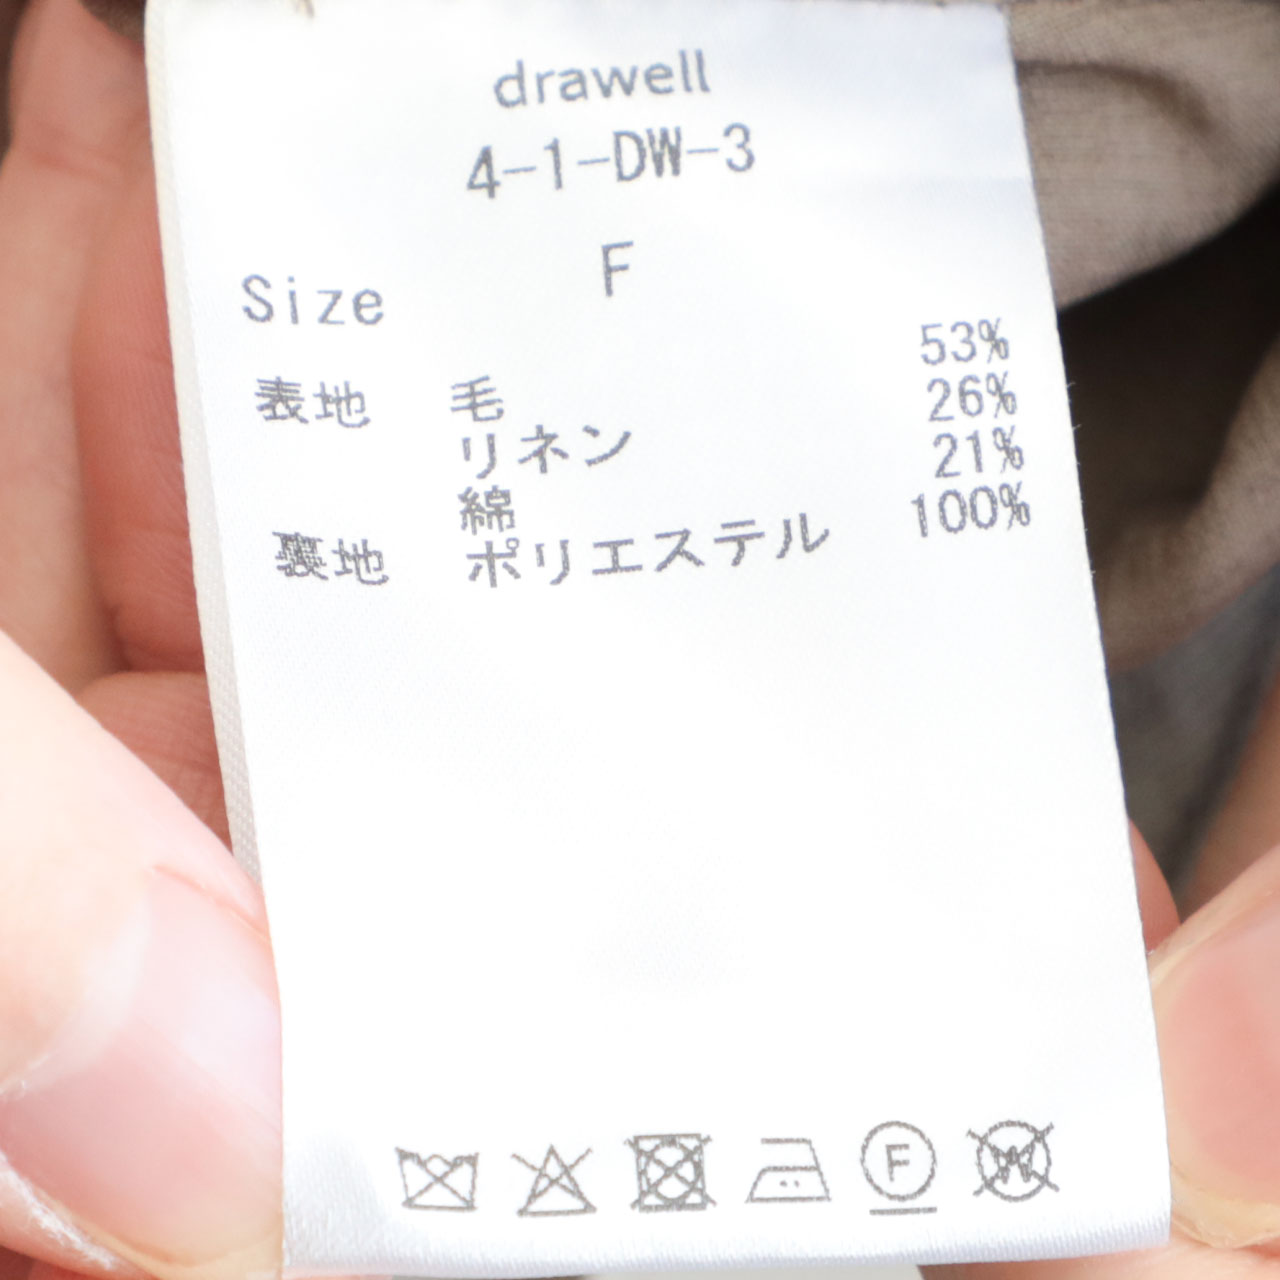 drawell
4-1-DW-3
Size F
表地 毛 53%
リネン 26%
綿 21%
裏地 ポリエステル 100%
F
W